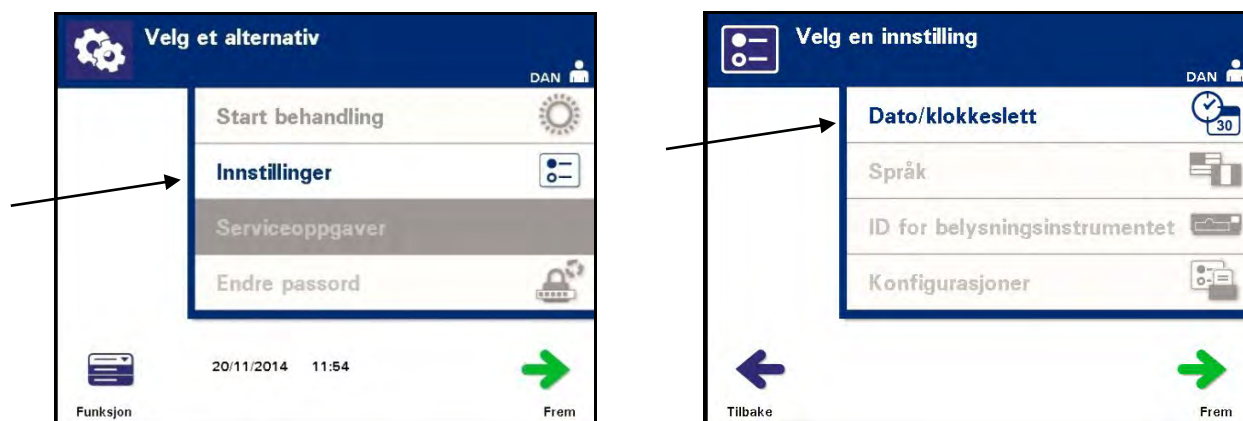 Velg et alternativ
DAN
Start behandling
Innstillinger
Serviceoppgaver
Endre passord
20/11/2014 11:54
Funksjon
Frem
Velg en innstilling
DAN
Dato/klokkeslett
30
Språk
ID for belysningsinstrumentet
Konfigurasjoner
Tilbake
Frem